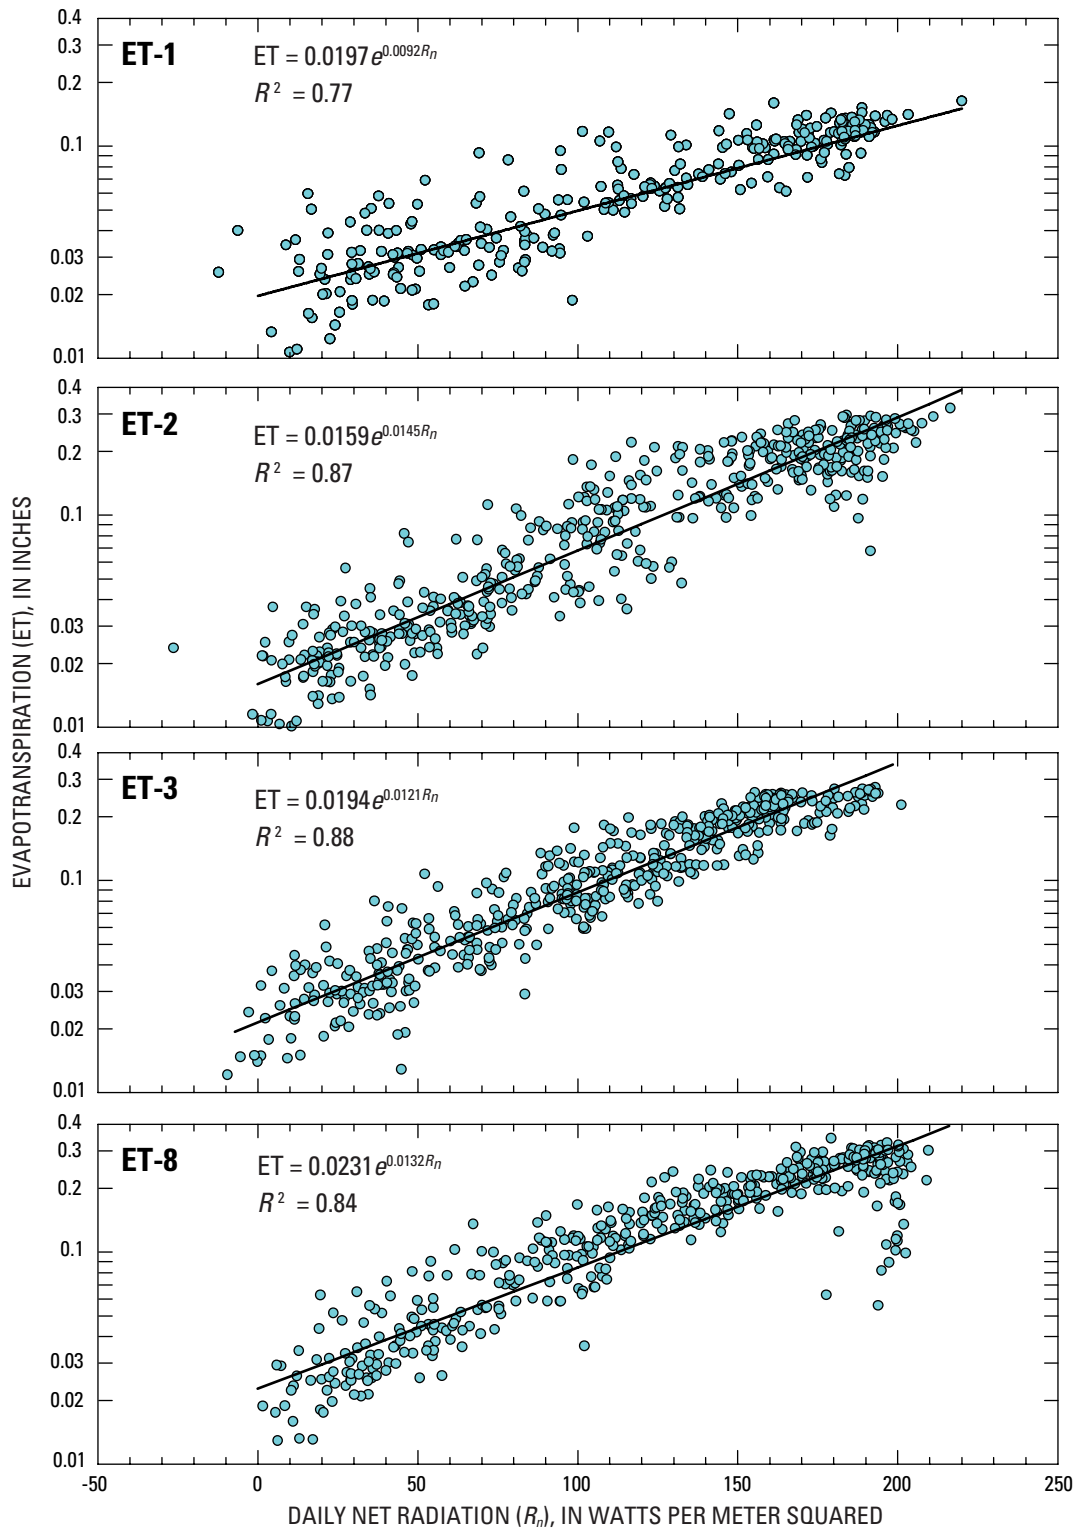 0.4
ET-1
ET = 0.0197e^0.0092Rn
0.3
R² = 0.77
0.2
0.1
0.03
0.02
0.01
0.4
ET-2
ET = 0.0159e^0.0145Rn
0.3
R² = 0.87
0.2
0.1
0.03
0.02
0.01
EVAPOTRANSPIRATION (ET), IN INCHES
0.4
ET-3
ET = 0.0194e^0.0121Rn
0.3
R² = 0.88
0.2
0.1
0.03
0.02
0.01
0.4
ET-8
ET = 0.0231e^0.0132Rn
0.3
R² = 0.84
0.2
0.1
0.03
0.02
0.01
-50 0 50 100 150 200 250
DAILY NET RADIATION (Rn), IN WATTS PER METER SQUARED